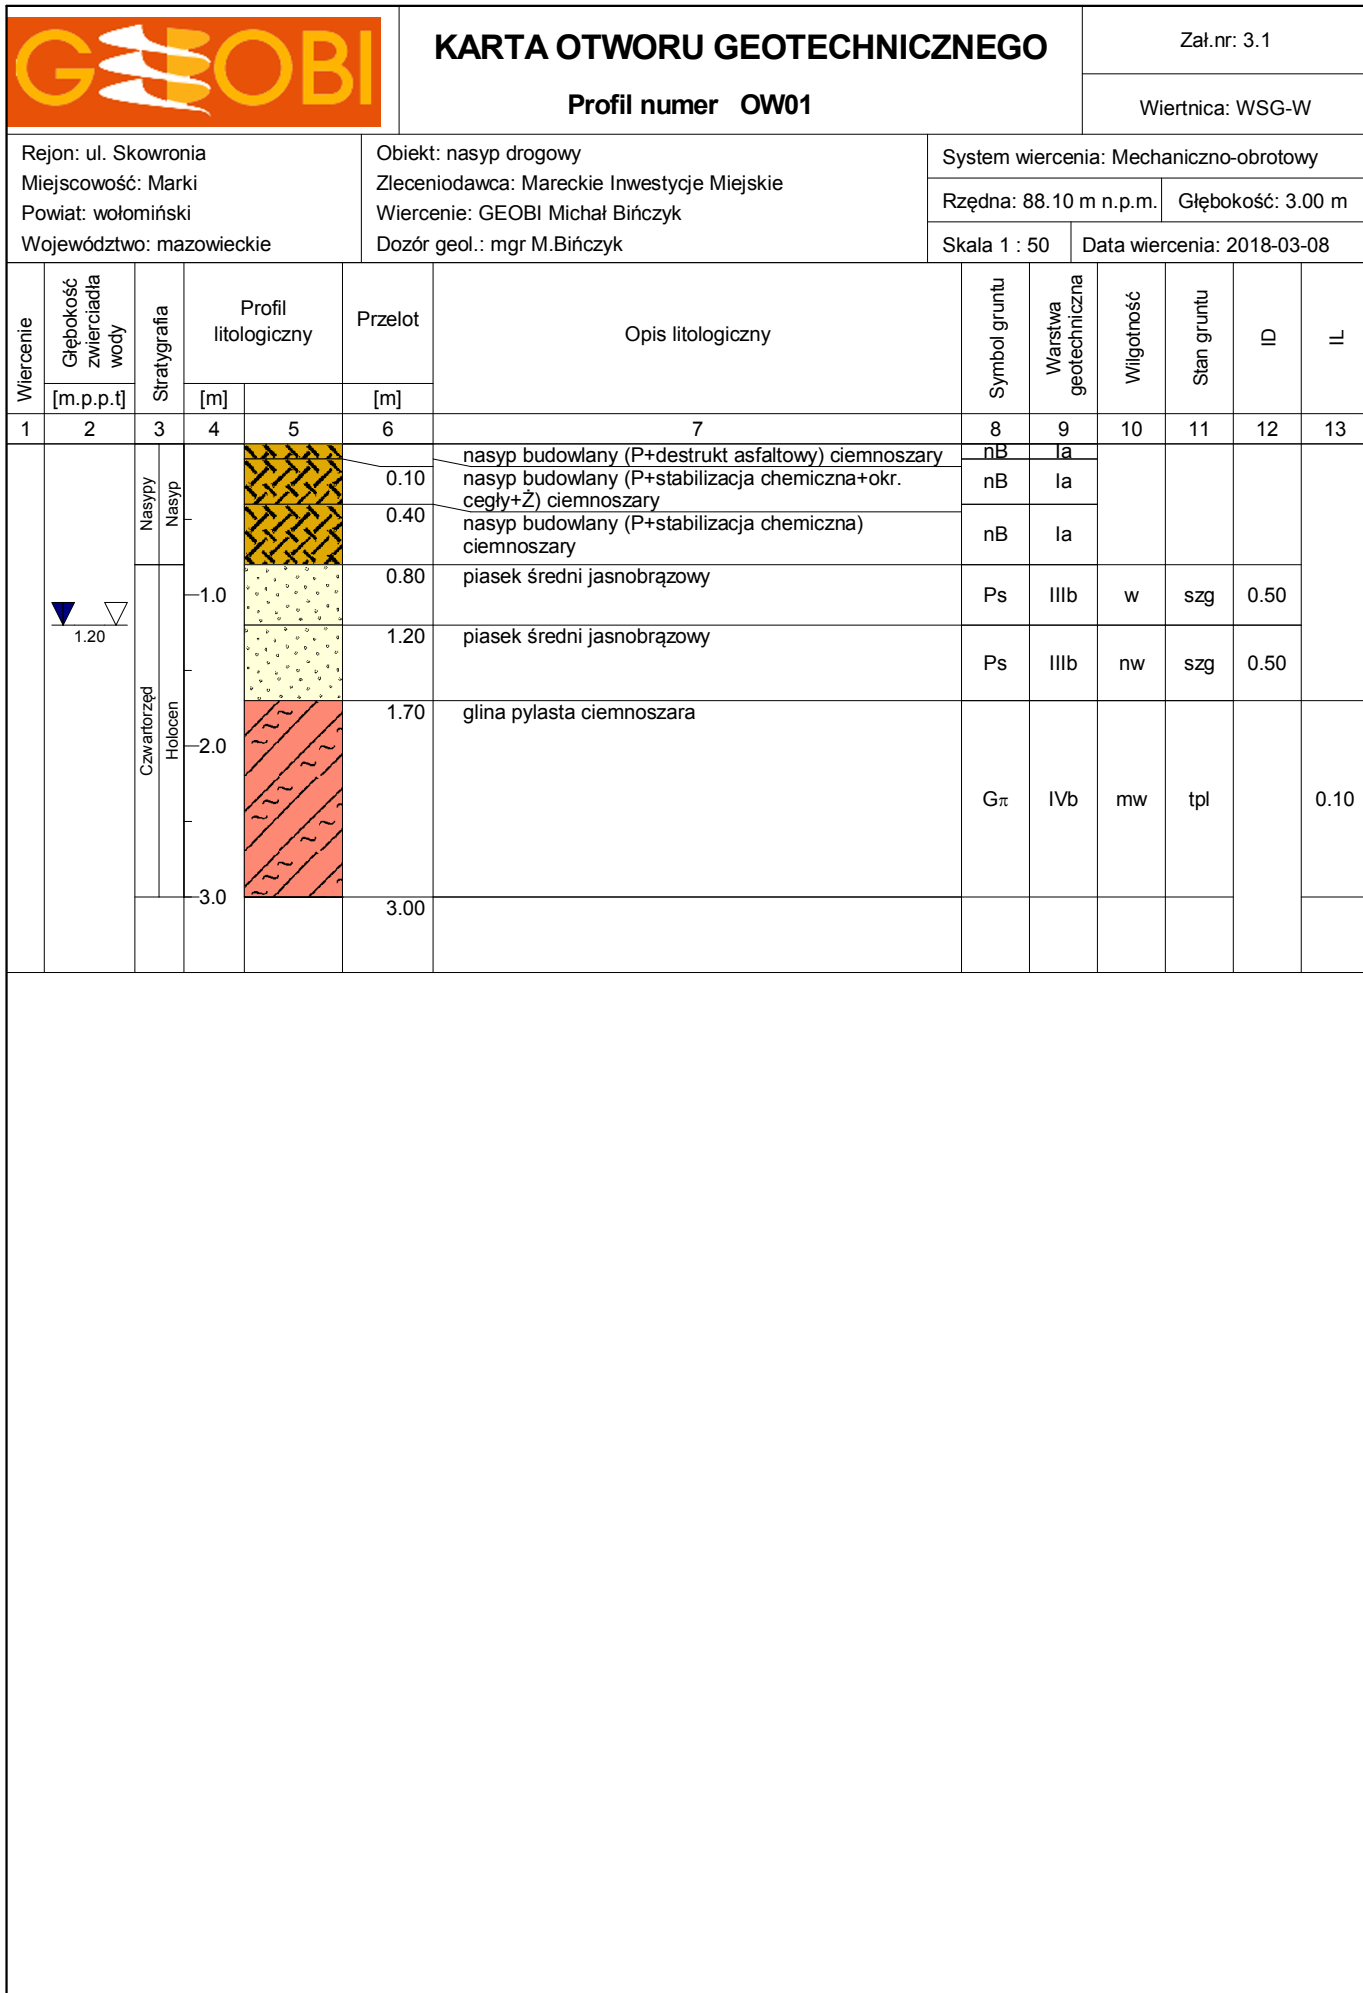 GEOBI
KARTA OTWORU GEOTECHNICZNEGO
Profil numer OW01
Zał.nr: 3.1
Wiertnica: WSG-W
Rejon: ul. Skowronia
Miejscowość: Marki
Powiat: wołomiński
Województwo: mazowieckie
Obiekt: nasyp drogowy
Zleceniodawca: Mareckie Inwestycje Miejskie
Wiercenie: GEOBI Michał Bińczyk
Dozór geol.: mgr M.Bińczyk
System wiercenia: Mechaniczno-obrotowy
Rzędna: 88.10 m n.p.m. Głębokość: 3.00 m
Skala 1 : 50 Data wiercenia: 2018-03-08
Wiercenie
Głębokość
zwierciadła
wody
[m.p.p.t]
Stratygrafia
Profil
litologiczny
[m]
Przelot
[m]
Opis litologiczny
Symbol gruntu
Warstwa
geotechniczna
Wilgotność
Stan gruntu
ID
IL
1 2 3 4 5 6 7 8 9 10 11 12 13
Nasypy
Nasyp
nasyp budowlany (P+destrukt asfaltowy) ciemnoszary nB Ia
0.10 nasyp budowlany (P+stabilizacja chemiczna+okr.
cegły+Ż) ciemnoszary nB Ia
0.40 nasyp budowlany (P+stabilizacja chemiczna)
ciemnoszary nB Ia
0.80 piasek średni jasnobrązowy Ps IIIb w szg 0.50
1.0
1.20
1.20 piasek średni jasnobrązowy Ps IIIb nw szg 0.50
Czwartorzęd
Holocen
1.70 glina pylasta ciemnoszara Gπ IVb mw tpl 0.10
2.0
3.0
3.00